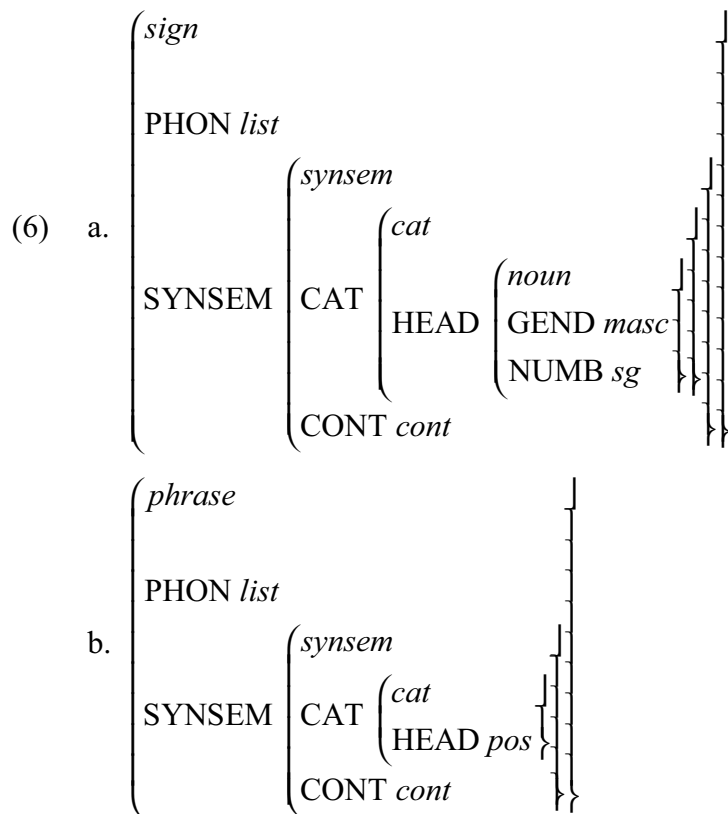 sign
PHON list
synsem
(6) a. cat
noun
SYNSEM CAT GEND masc
HEAD
NUMB sg
CONT cont
phrase
PHON list
b. synsem
cat
SYNSEM CAT
HEAD pos
CONT cont